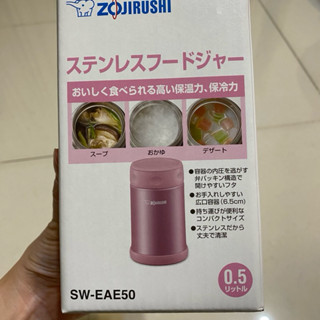 ZOJIRUSHI
ステンレスフードジャー
おいしく食べられる高い保温力、保冷力
スープ
おかゆ
デザート
●容器の内圧を逃がす
弁パッキン構造で
開けやすいフタ
●お手入れしやすい
広口容器(6.5cm)
●持ち運びが便利な
コンパクトサイズ
●ステンレスだから
丈夫で清潔
ZOJIRUSHI
SW-EAE50
0.5
リットル